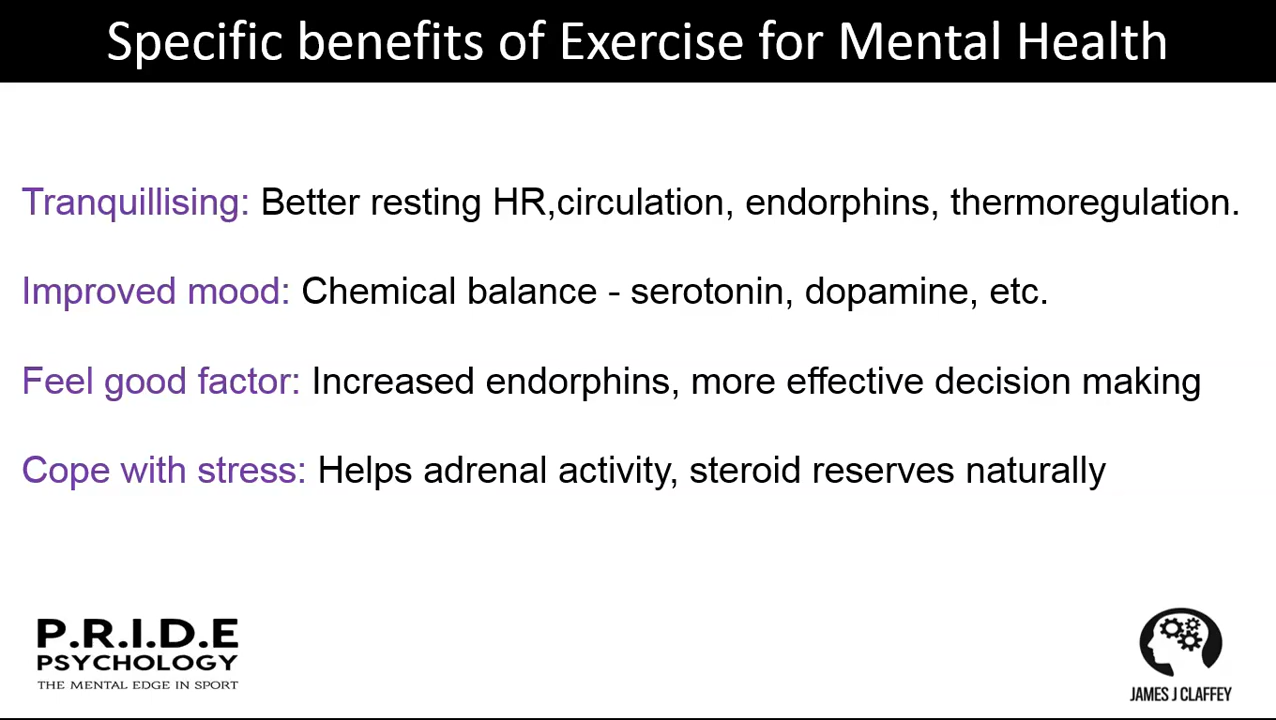 Specific benefits of Exercise for Mental Health
Tranquillising: Better resting HR,circulation, endorphins, thermoregulation.
Improved mood: Chemical balance - serotonin, dopamine, etc.
Feel good factor: Increased endorphins, more effective decision making
Cope with stress: Helps adrenal activity, steroid reserves naturally
P.R.I.D.E
PSYCHOLOGY
THE MENTAL EDGE IN SPORT
JAMES J CLAFFEY